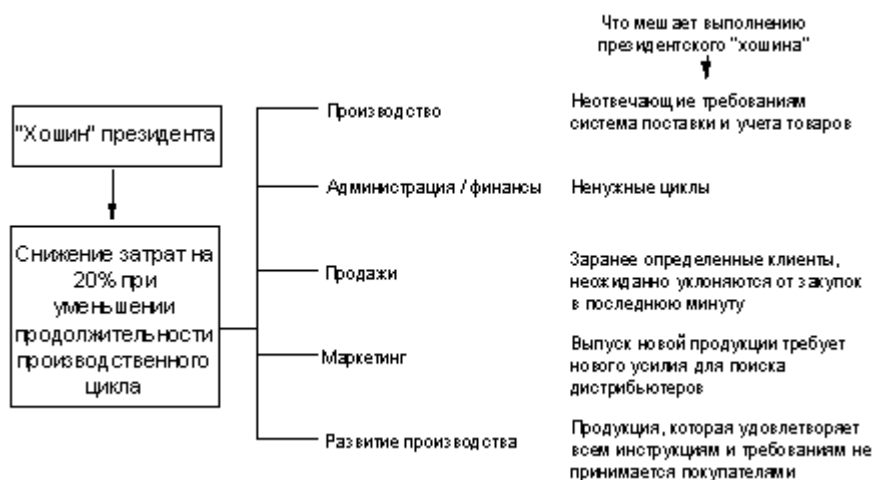 Что мешает выполнению
президентского "хошина"
"Хошин" президента
Снижение затрат на
20% при
уменьшении
продолжительности
производственного
цикла
Производство
Неотвечающие требованиям
система поставки и учета товаров
Администрация / финансы
Ненужные циклы
Продажи
Заранее определенные клиенты,
неожиданно уклоняются от закупок
в последнюю минуту
Маркетинг
Выпуск новой продукции требует
нового усилия для поиска
дистрибьютеров
Развитие производства
Продукция, которая удовлетворяет
всем инструкциям и требованиям не
принимается покупателями